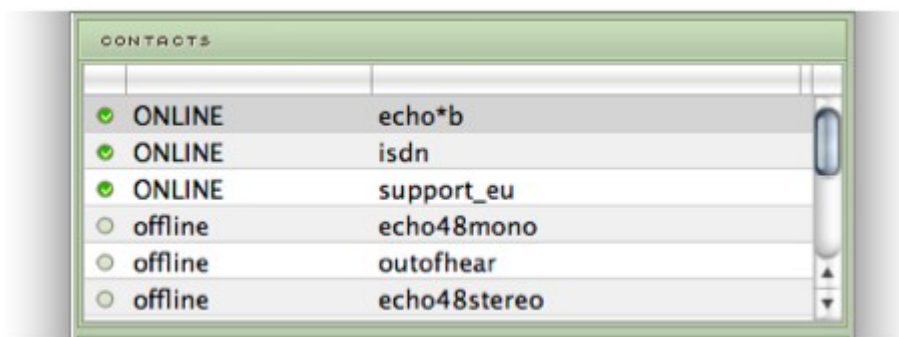 CONTACTS
ONLINE echo*b
ONLINE isdn
ONLINE support_eu
offline echo48mono
offline outofhear
offline echo48stereo